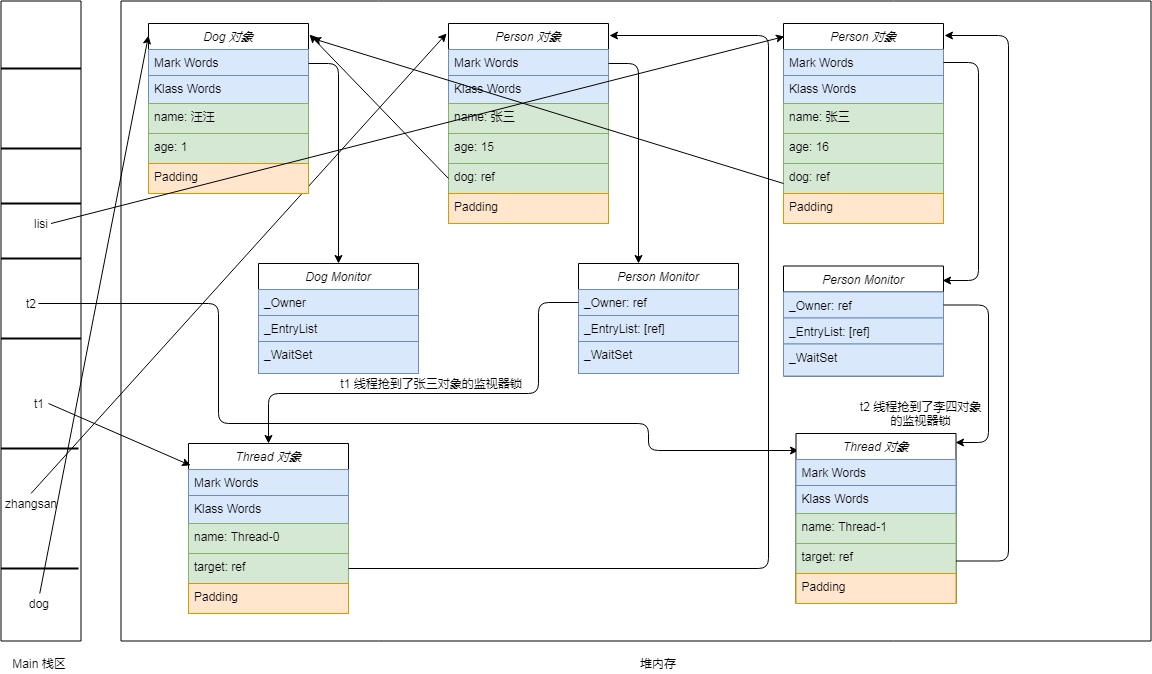 Dog 对象
Mark Words
Klass Words
name: 汪汪
age: 1
Padding
Person 对象
Mark Words
Klass Words
name: 张三
age: 15
dog: ref
Padding
Person 对象
Mark Words
Klass Words
name: 张三
age: 16
dog: ref
Padding
lisi
t2
t1
zhangsan
dog
Dog Monitor
_Owner
_EntryList
_WaitSet
Person Monitor
_Owner: ref
_EntryList: [ref]
_WaitSet
Person Monitor
_Owner: ref
_EntryList: [ref]
_WaitSet
t1 线程抢到了张三对象的监视器锁
t2 线程抢到了李四对象
的监视器锁
Thread 对象
Mark Words
Klass Words
name: Thread-0
target: ref
Padding
Thread 对象
Mark Words
Klass Words
name: Thread-1
target: ref
Padding
Main 栈区
堆内存